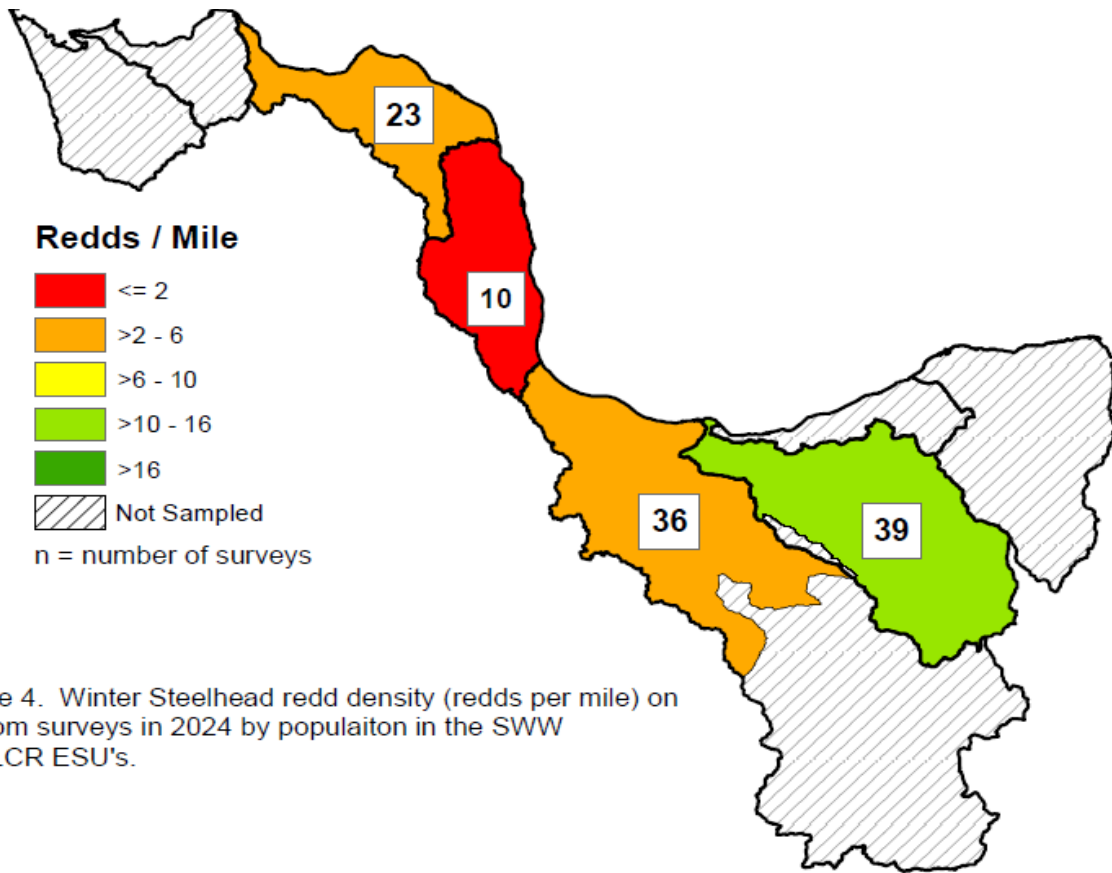 23
Redds / Mile
<= 2
10
>2 - 6
>6 - 10
>10 - 16
>16
Not Sampled
36
39
n = number of surveys
e 4. Winter Steelhead redd density (redds per mile) on
om surveys in 2024 by populaiton in the SWW
CR ESU's.